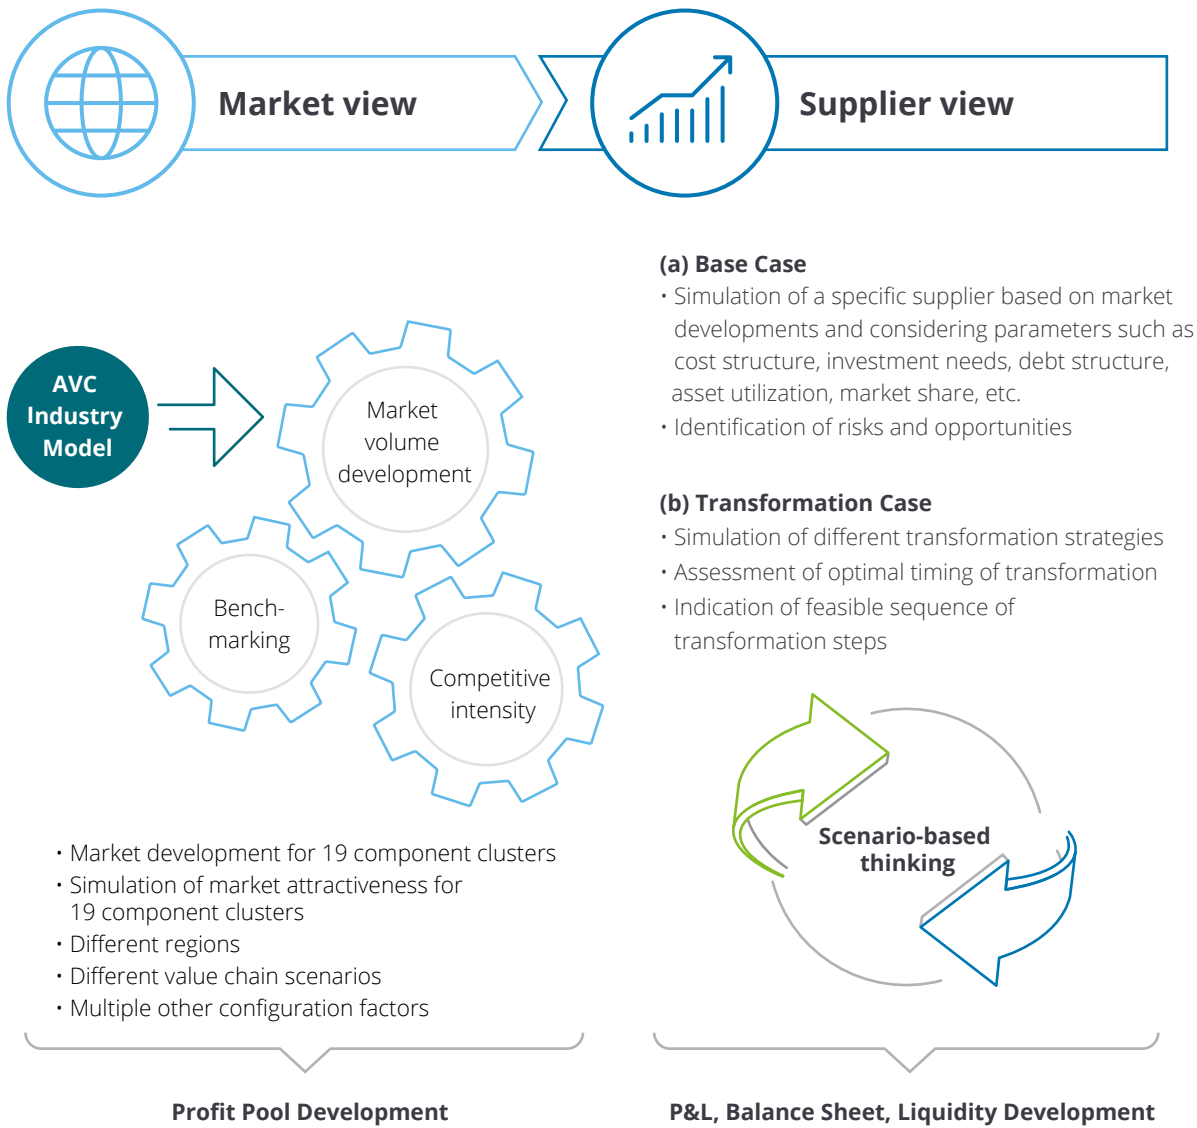 Market view
Supplier view
AVC
Industry
Model
Market
volume
development
Bench-
marking
Competitive
intensity
· Market development for 19 component clusters
· Simulation of market attractiveness for
19 component clusters
· Different regions
· Different value chain scenarios
· Multiple other configuration factors
Profit Pool Development
(a) Base Case
· Simulation of a specific supplier based on market
developments and considering parameters such as
cost structure, investment needs, debt structure,
asset utilization, market share, etc.
· Identification of risks and opportunities
(b) Transformation Case
· Simulation of different transformation strategies
· Assessment of optimal timing of transformation
· Indication of feasible sequence of
transformation steps
Scenario-based
thinking
P&L, Balance Sheet, Liquidity Development